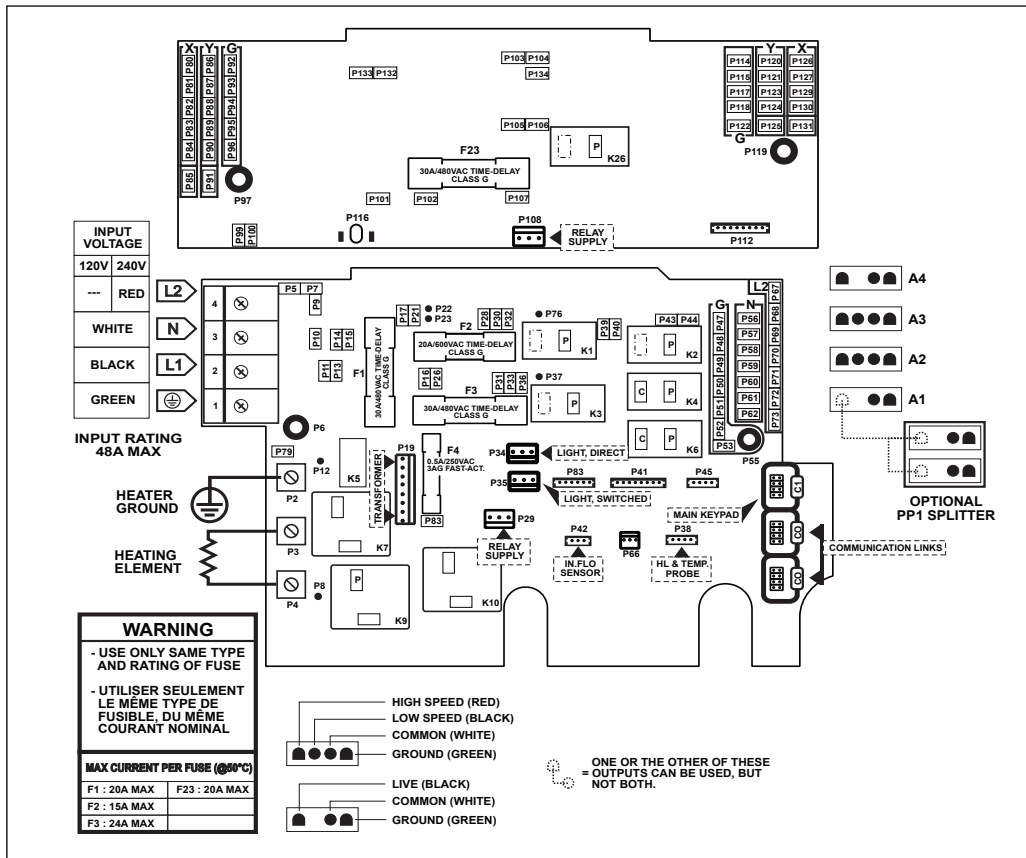 X Y G
P80 P86 P92
P81 P87 P93
P82 P88 P94
P83 P89 P95
P84 P90 P96
P85 P91
P97
P99 P100
P133 P132
P103 P104
P134
P105 P106
F23
30A/480VAC TIME-DELAY
CLASS G
P
K26
P101 P102 P107
P116
P108
RELAY
SUPPLY
P112
Y X
P114 P120 P126
P115 P121 P127
P117 P123 P129
P118 P124 P130
P122 P125 P131
G
P119
INPUT
VOLTAGE
120V 240V
--- RED L2
WHITE N
BLACK L1
GREEN
INPUT RATING
48A MAX
4
3
2
1
P5 P7
P9
P10
P14
P15
P11
P13
P17
P21
P22
P23
F1
30A/480VAC TIME-DELAY
CLASS G
F2
20A/600VAC TIME-DELAY
CLASS G
P28
P30
P32
P16
P26
F3
30A/480VAC TIME-DELAY
CLASS G
P31
P33
P36
P76
P
K1
P39
P40
P43 P44
P
K2
P37
P
K3
C P
K4
C P
K6
G N L2
P47
P48
P49
P50
P51
P52
P53
P56
P57
P58
P59
P60
P61
P62
P55
P67
P68
P69
P70
P71
P72
P73
P6
P79
P12
K5
TRANSFORMER
P19
F4
0.5A/250VAC
3AG FAST-ACT.
P83
P34
LIGHT, DIRECT
P35
LIGHT, SWITCHED
P83
P41
P45
MAIN KEYPAD
P29
RELAY
SUPPLY
P42
IN.FLO
SENSOR
P66
P38
HL & TEMP.
PROBE
C1
CO
CO
COMMUNICATION LINKS
HEATER
GROUND
P2
HEATING
ELEMENT
P3
P4
P8
K7
P
K9
K10
A4
A3
A2
A1
OPTIONAL
PP1 SPLITTER
WARNING
- USE ONLY SAME TYPE
AND RATING OF FUSE
- UTILISER SEULEMENT
LE MÊME TYPE DE
FUSIBLE, DU MÊME
COURANT NOMINAL
MAX CURRENT PER FUSE (@50°C)
F1 : 20A MAX F23 : 20A MAX
F2 : 15A MAX
F3 : 24A MAX
HIGH SPEED (RED)
LOW SPEED (BLACK)
COMMON (WHITE)
GROUND (GREEN)
LIVE (BLACK)
COMMON (WHITE)
GROUND (GREEN)
ONE OR THE OTHER OF THESE
= OUTPUTS CAN BE USED, BUT
NOT BOTH.